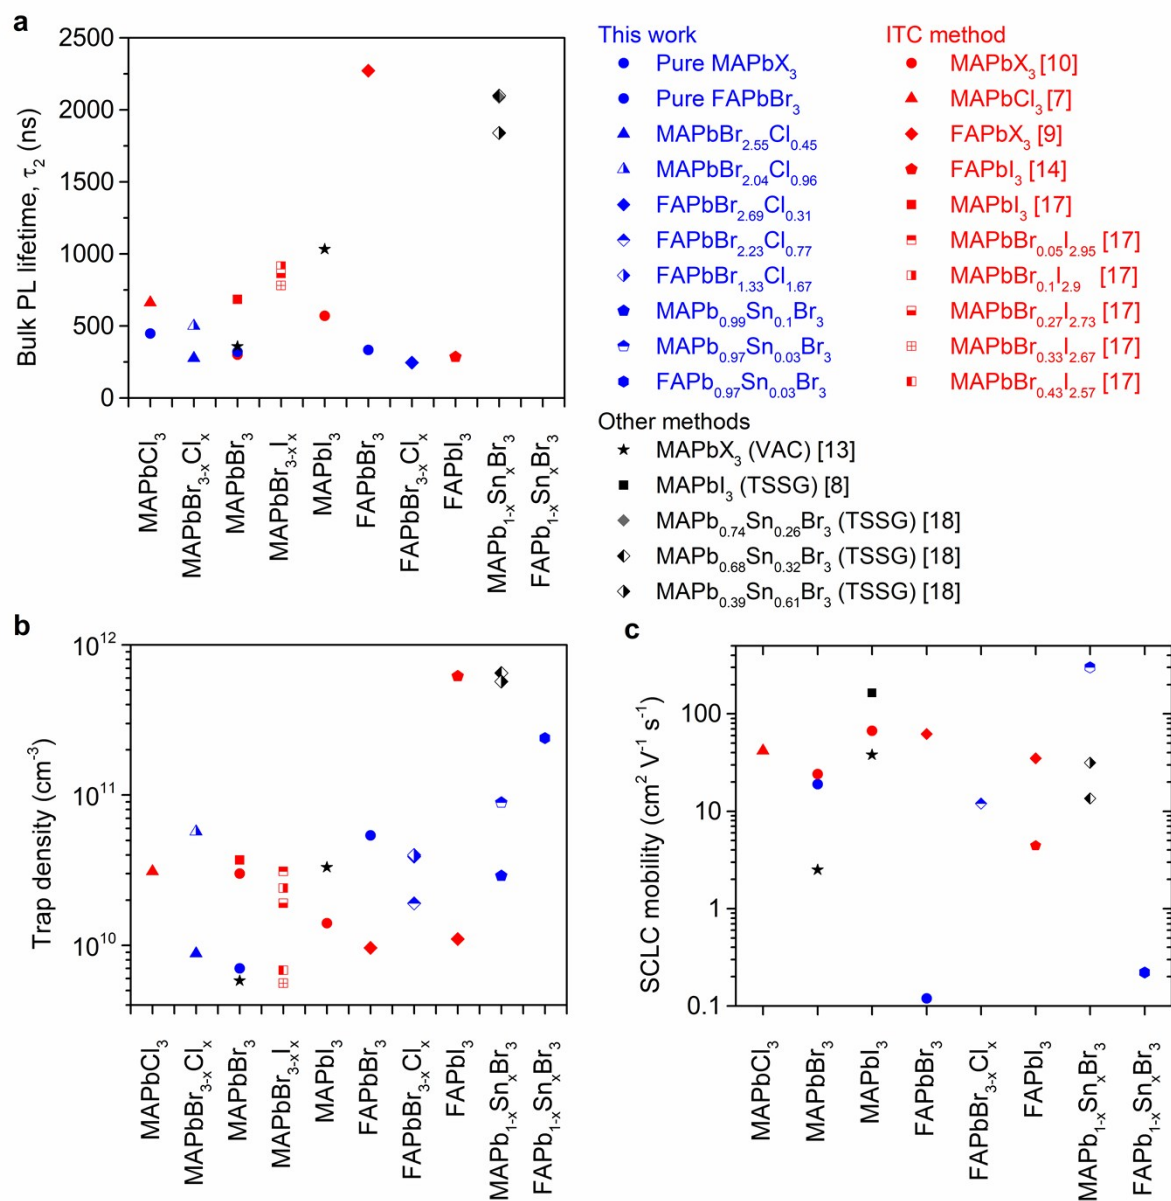 a
2500
2000
1500
1000
500
0
Bulk PL lifetime, τ₂ (ns)
MAPbCl₃
MAPbBr₃₋ₓClₓ
MAPbBr₃
MAPbBr₃₋ₓIₓ
MAPbI₃
FAPbBr₃
FAPbBr₃₋ₓClₓ
FAPbI₃
MAPb₁₋ₓSnₓBr₃
FAPb₁₋ₓSnₓBr₃
This work
Pure MAPbX₃
Pure FAPbBr₃
MAPbBr₂.₅₅Cl₀.₄₅
MAPbBr₂.₀₄Cl₀.₉₆
FAPbBr₂.₆₉Cl₀.₃₁
FAPbBr₂.₂₃Cl₀.₇₇
FAPbBr₁.₃₃Cl₁.₆₇
MAPb₀.₉₉Sn₀.₁Br₃
MAPb₀.₉₇Sn₀.₀₃Br₃
FAPb₀.₉₇Sn₀.₀₃Br₃
ITC method
MAPbX₃ [10]
MAPbCl₃ [7]
FAPbX₃ [9]
FAPbI₃ [14]
MAPbI₃ [17]
MAPbBr₀.₀₅I₂.₉₅ [17]
MAPbBr₀.₁I₂.₉ [17]
MAPbBr₀.₂₇I₂.₇₃ [17]
MAPbBr₀.₃₃I₂.₆₇ [17]
MAPbBr₀.₄₃I₂.₅₇ [17]
Other methods
MAPbX₃ (VAC) [13]
MAPbI₃ (TSSG) [8]
MAPb₀.₇₄Sn₀.₂₆Br₃ (TSSG) [18]
MAPb₀.₆₈Sn₀.₃₂Br₃ (TSSG) [18]
MAPb₀.₃₉Sn₀.₆₁Br₃ (TSSG) [18]
b
10¹²
10¹¹
10¹⁰
Trap density (cm⁻³)
MAPbCl₃
MAPbBr₃₋ₓClₓ
MAPbBr₃
MAPbBr₃₋ₓIₓ
MAPbI₃
FAPbBr₃
FAPbBr₃₋ₓClₓ
FAPbI₃
MAPb₁₋ₓSnₓBr₃
FAPb₁₋ₓSnₓBr₃
c
100
10
1
0.1
SCLC mobility (cm² V⁻¹ s⁻¹)
MAPbCl₃
MAPbBr₃
MAPbI₃
FAPbBr₃
FAPbBr₃₋ₓClₓ
FAPbI₃
MAPb₁₋ₓSnₓBr₃
FAPb₁₋ₓSnₓBr₃